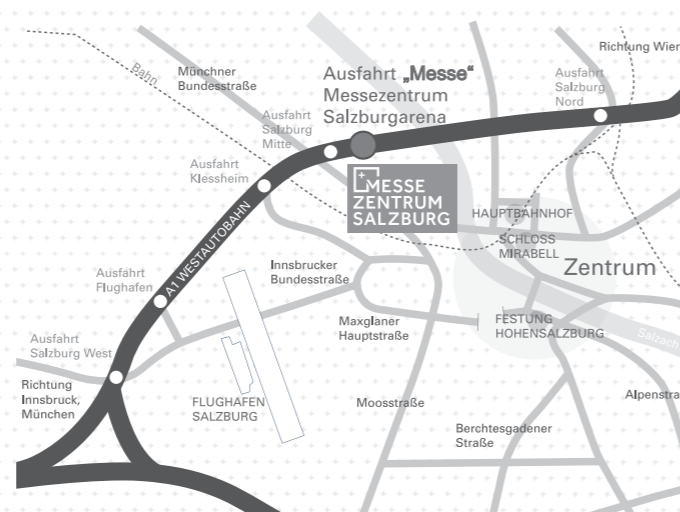 Richtung Wien
Bahn
Münchner
Bundesstraße
Ausfahrt „Messe“
Messezentrum
Salzburgarena
Ausfahrt
Salzburg
Nord
Ausfahrt
Salzburg
Mitte
Ausfahrt
Klessheim
MESSE
ZENTRUM
SALZBURG
HAUPTBAHNHOF
A1 WESTAUTOBAHN
SCHLOSS
MIRABELL
Zentrum
Innsbrucker
Bundesstraße
Ausfahrt
Flughafen
Maxglaner
Hauptstraße
FESTUNG
HOHENSALZBURG
Salzach
Ausfahrt
Salzburg West
Richtung
Innsbruck,
München
FLUGHAFEN
SALZBURG
Moosstraße
Alpenstra
Berchtesgadener
Straße